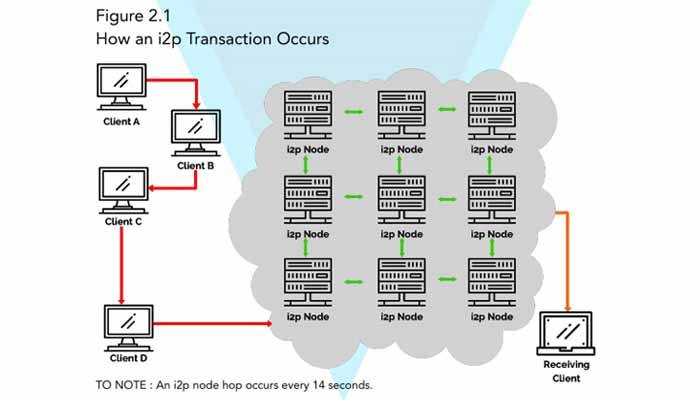 Figure 2.1
How an i2p Transaction Occurs
Client A
Client B
Client C
Client D
i2p Node
i2p Node
i2p Node
i2p Node
i2p Node
i2p Node
i2p Node
i2p Node
i2p Node
Receiving
Client
TO NOTE : An i2p node hop occurs every 14 seconds.